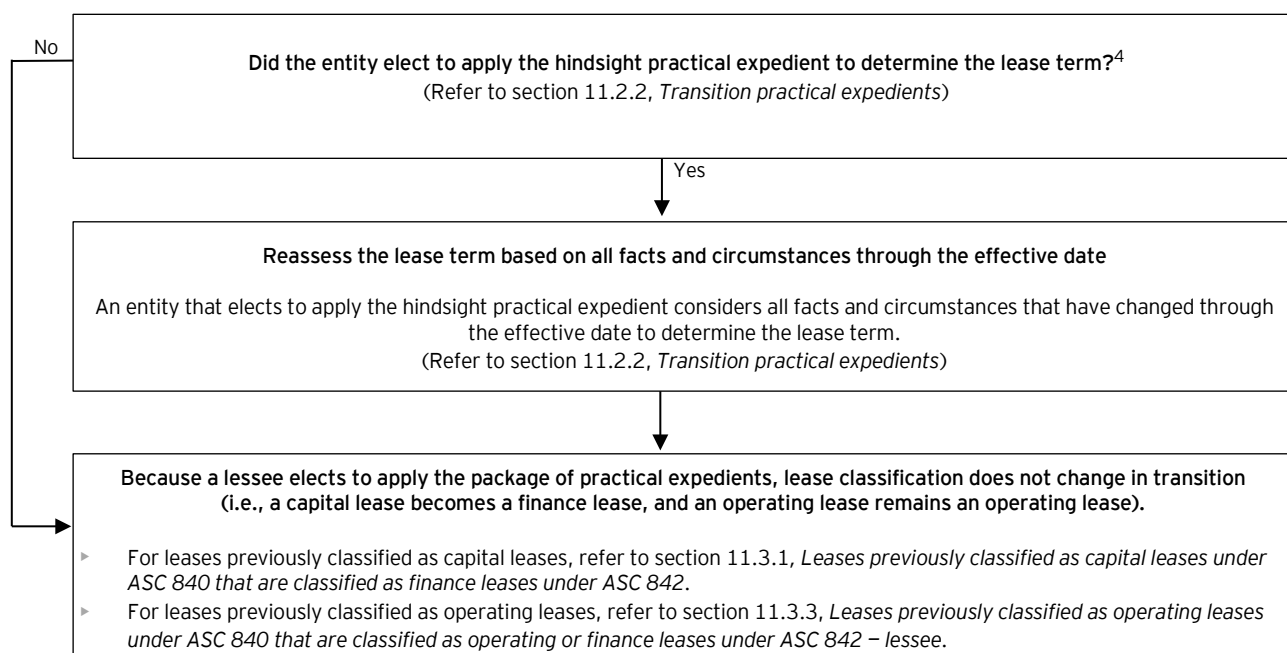 No
Did the entity elect to apply the hindsight practical expedient to determine the lease term?4
(Refer to section 11.2.2, Transition practical expedients)
Yes
Reassess the lease term based on all facts and circumstances through the effective date
An entity that elects to apply the hindsight practical expedient considers all facts and circumstances that have changed through
the effective date to determine the lease term.
(Refer to section 11.2.2, Transition practical expedients)
Because a lessee elects to apply the package of practical expedients, lease classification does not change in transition
(i.e., a capital lease becomes a finance lease, and an operating lease remains an operating lease).
For leases previously classified as capital leases, refer to section 11.3.1, Leases previously classified as capital leases under
ASC 840 that are classified as finance leases under ASC 842.
For leases previously classified as operating leases, refer to section 11.3.3, Leases previously classified as operating leases
under ASC 840 that are classified as operating or finance leases under ASC 842 – lessee.